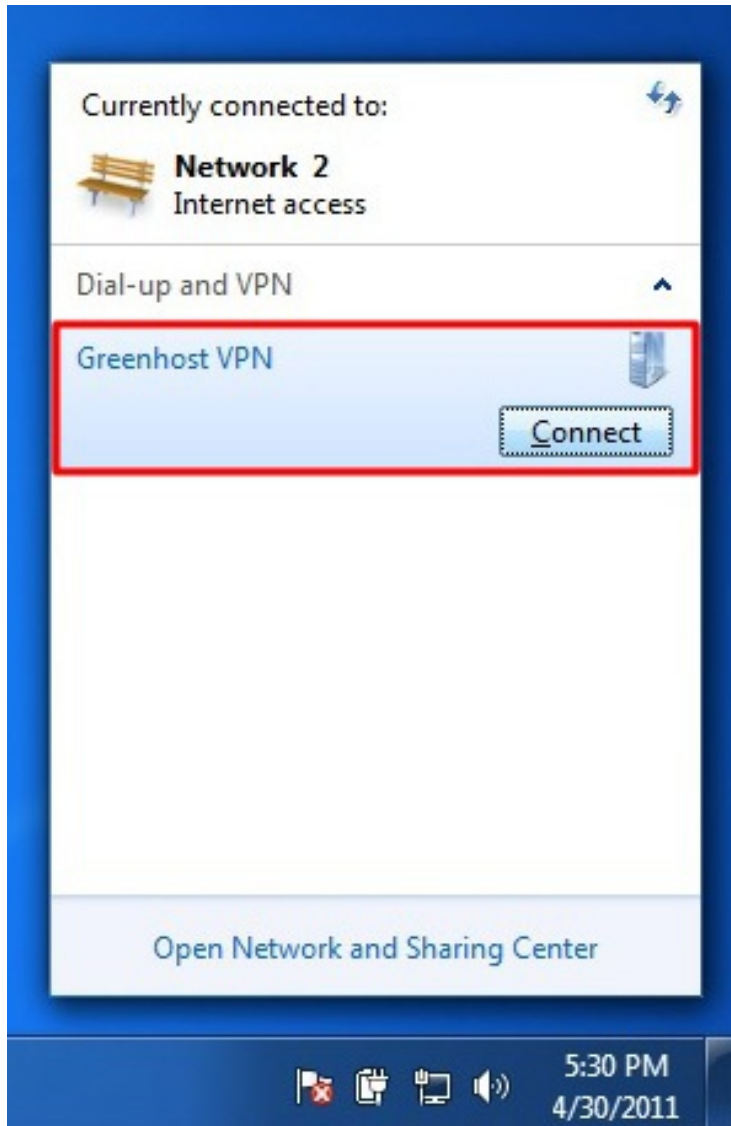 Currently connected to:
Network 2
Internet access
Dial-up and VPN
Greenhost VPN
Connect
Open Network and Sharing Center
5:30 PM
4/30/2011